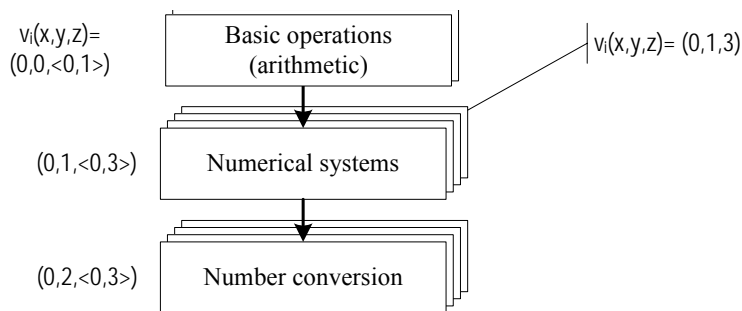 vᵢ(x,y,z)=
(0,0,<0,1>)
Basic operations
(arithmetic)
vᵢ(x,y,z)= (0,1,3)
(0,1,<0,3>)
Numerical systems
(0,2,<0,3>)
Number conversion